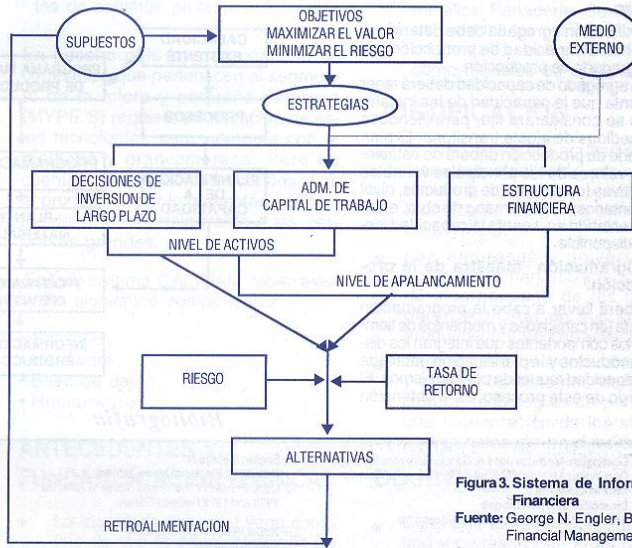 OBJETIVOS
MAXIMIZAR EL VALOR
MINIMIZAR EL RIESGO
SUPUESTOS
MEDIO
EXTERNO
ESTRATEGIAS
DECISIONES DE
INVERSION DE
LARGO PLAZO
ADM. DE
CAPITAL DE TRABAJO
ESTRUCTURA
FINANCIERA
NIVEL DE ACTIVOS
NIVEL DE APALANCAMIENTO
RIESGO
TASA DE
RETORNO
ALTERNATIVAS
RETROALIMENTACION
Figura 3. Sistema de Infor
Financiera
Fuente: George N. Engler, B
Financial Manageme